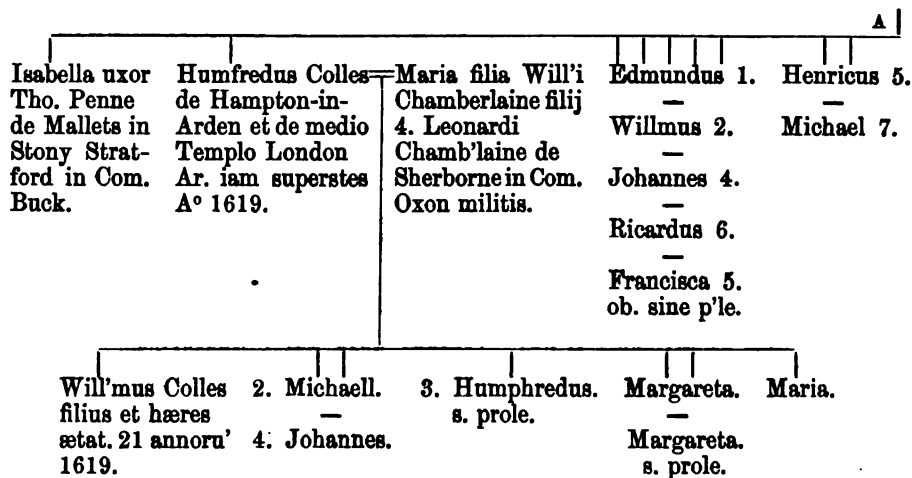 A
Isabella uxor
Tho. Penne
de Mallets in
Stony Strat-
ford in Com.
Buck.
Humfredus Colles
de Hampton-in-
Arden et de medio
Templo London
Ar. iam superstes
Aº 1619.
Maria filia Will'i
Chamberlaine filij
4. Leonardi
Chamb'laine de
Sherborne in Com.
Oxon militis.
Edmundus 1.
Willmus 2.
Johannes 4.
Ricardus 6.
Francisca 5.
ob. sine p'le.
Henricus 5.
Michael 7.
Will'mus Colles
filius et hæres
ætat. 21 annoru'
1619.
2. Michaell.
4. Johannes.
3. Humphredus.
s. prole.
Margareta.
Margareta.
s. prole.
Maria.